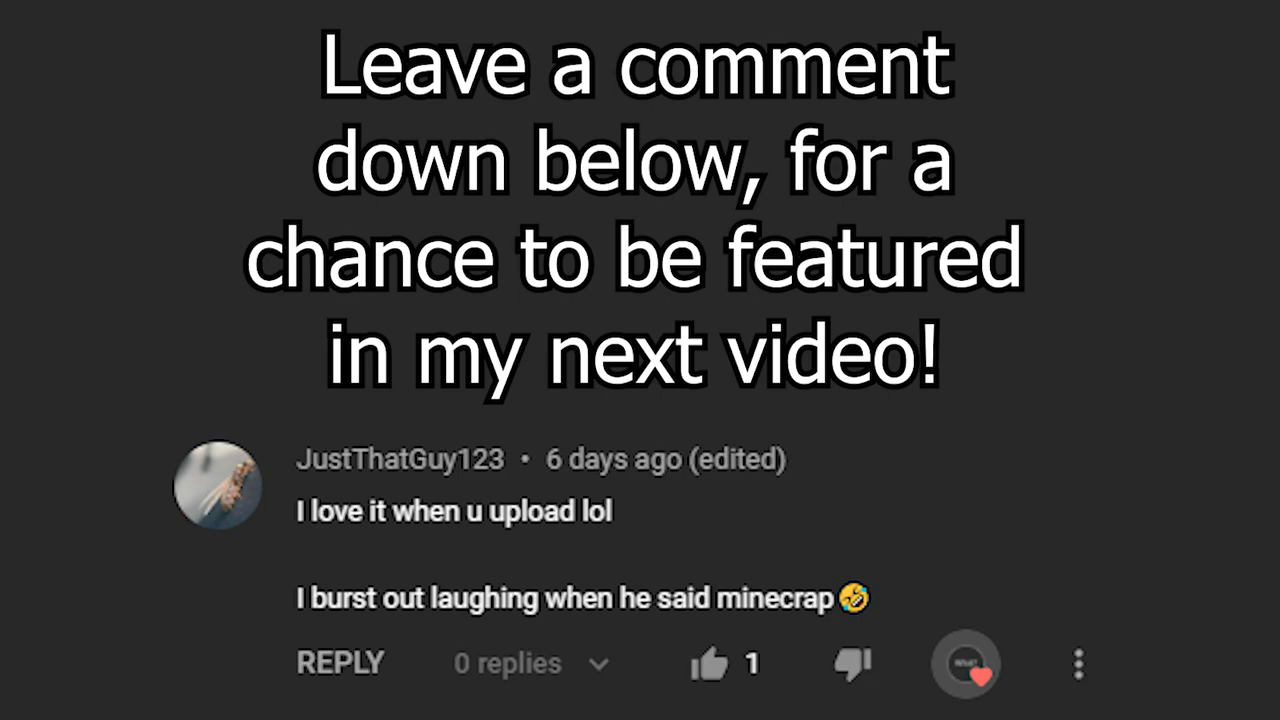 Leave a comment
down below, for a
chance to be featured
in my next video!
JustThatGuy123 • 6 days ago (edited)
I love it when u upload lol
I burst out laughing when he said minecrap🤣
REPLY 0 replies 1